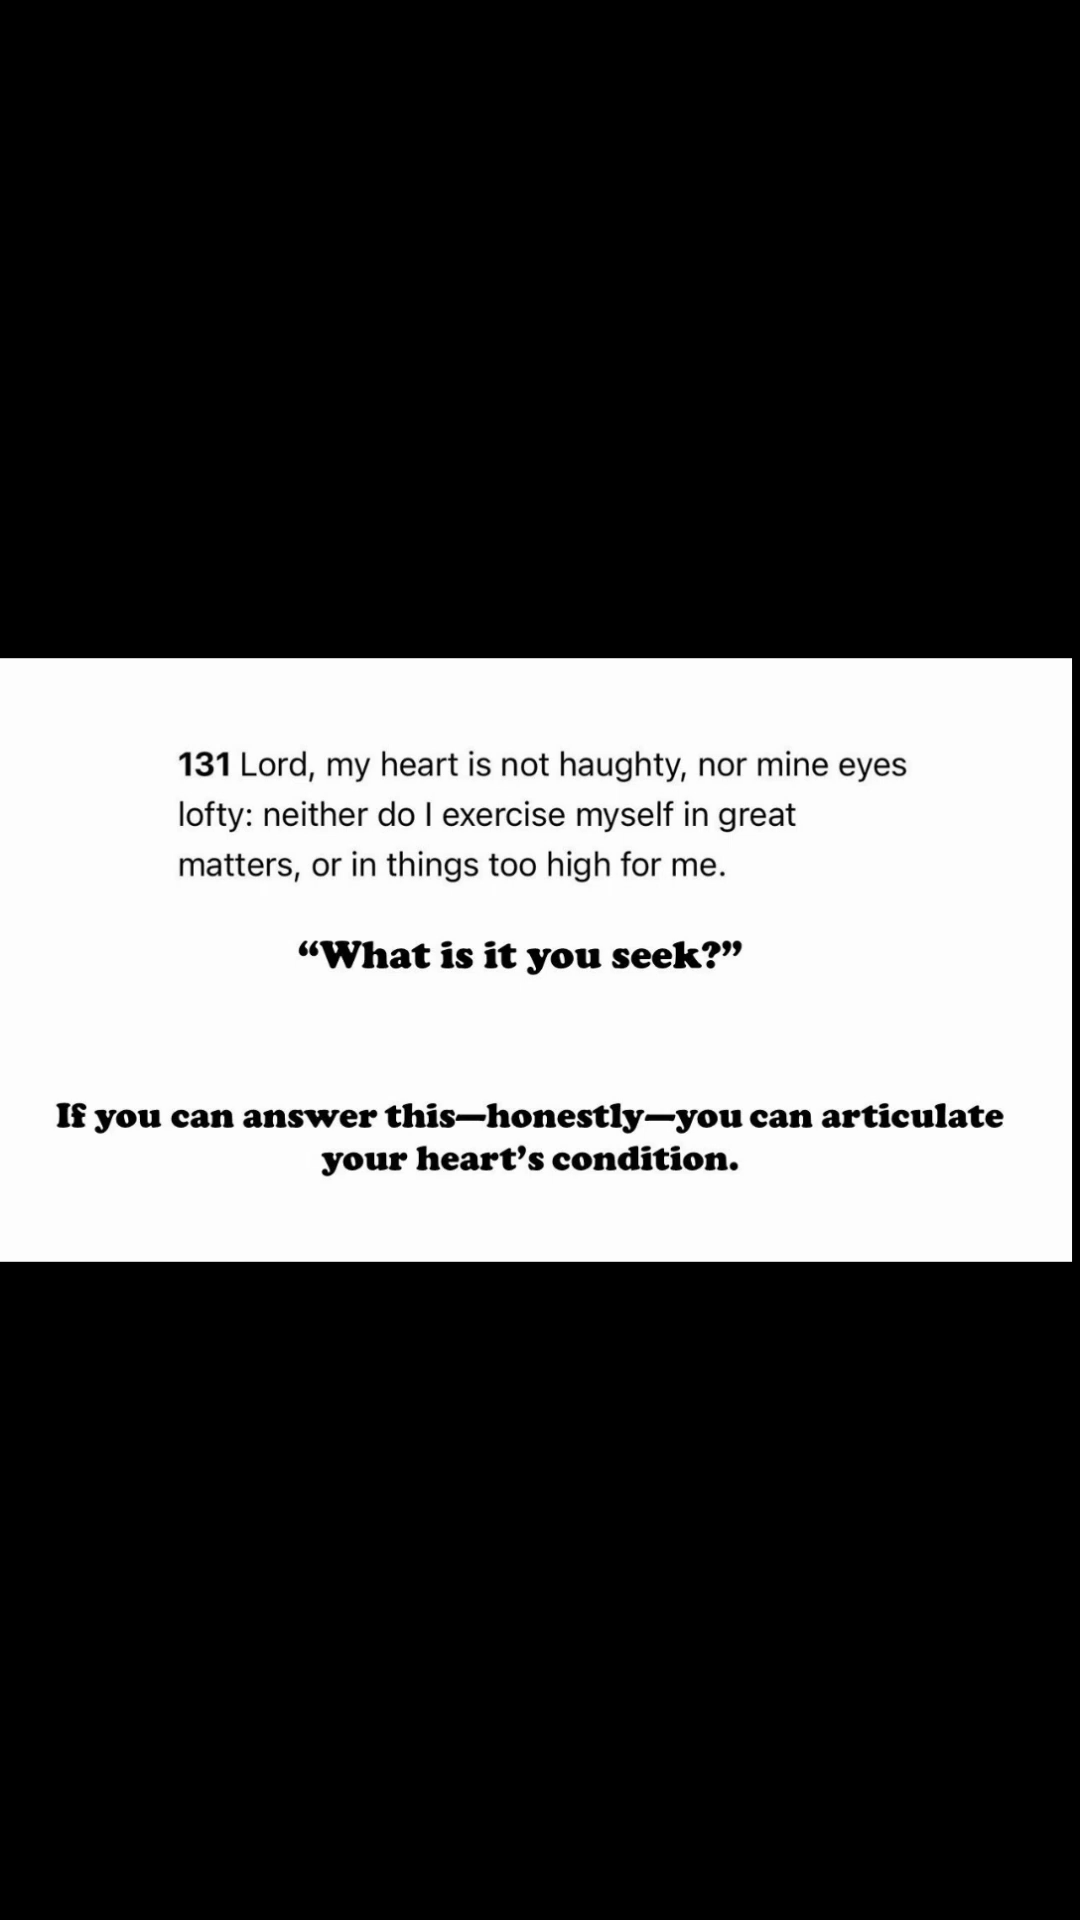 131 Lord, my heart is not haughty, nor mine eyes
lofty: neither do I exercise myself in great
matters, or in things too high for me.
“What is it you seek?”
If you can answer this—honestly—you can articulate
your heart’s condition.